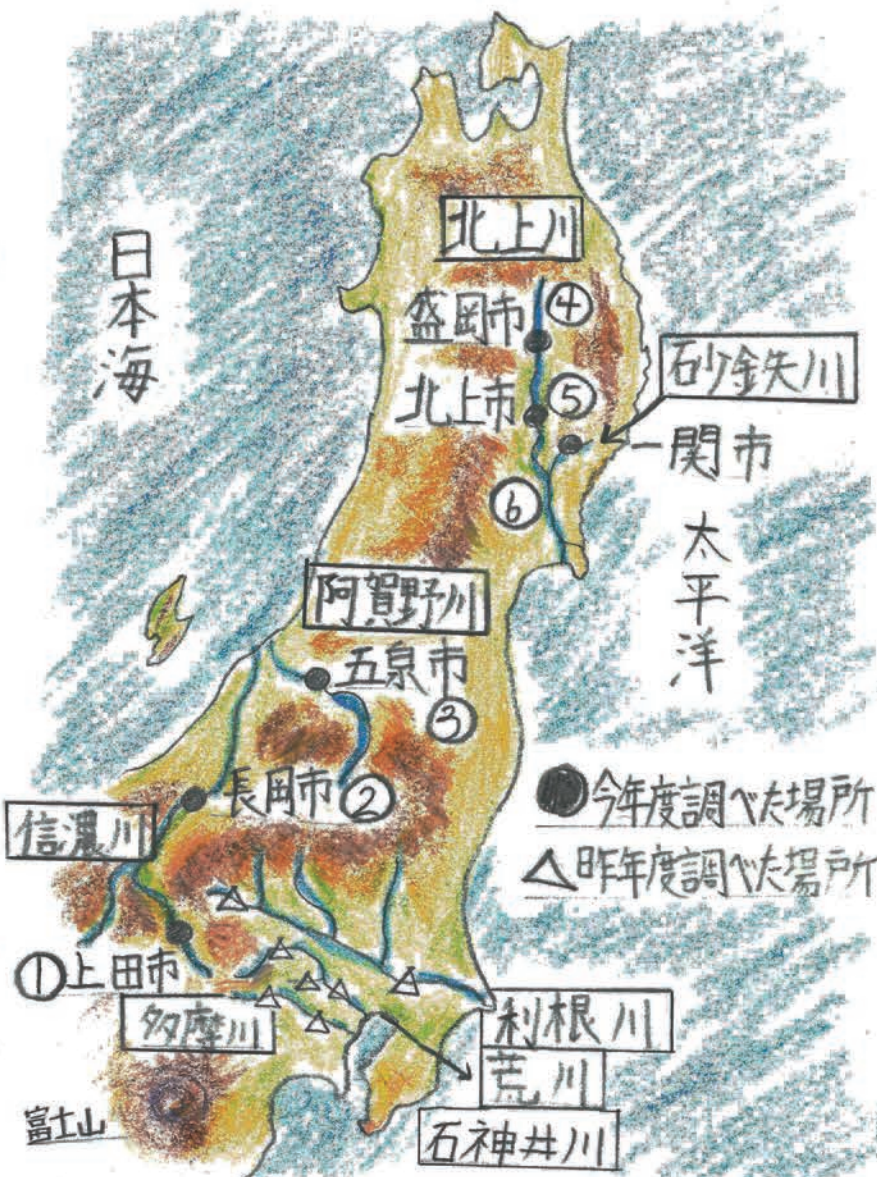 北上川
日本海
盛岡市
④
砂鉄川
北上市
⑤
一関市
⑥
太平洋
阿賀野川
五泉市
③
長岡市
②
信濃川
●今年度調べた場所
△昨年度調べた場所
①上田市
多摩川
利根川
荒川
石神井川
富士山